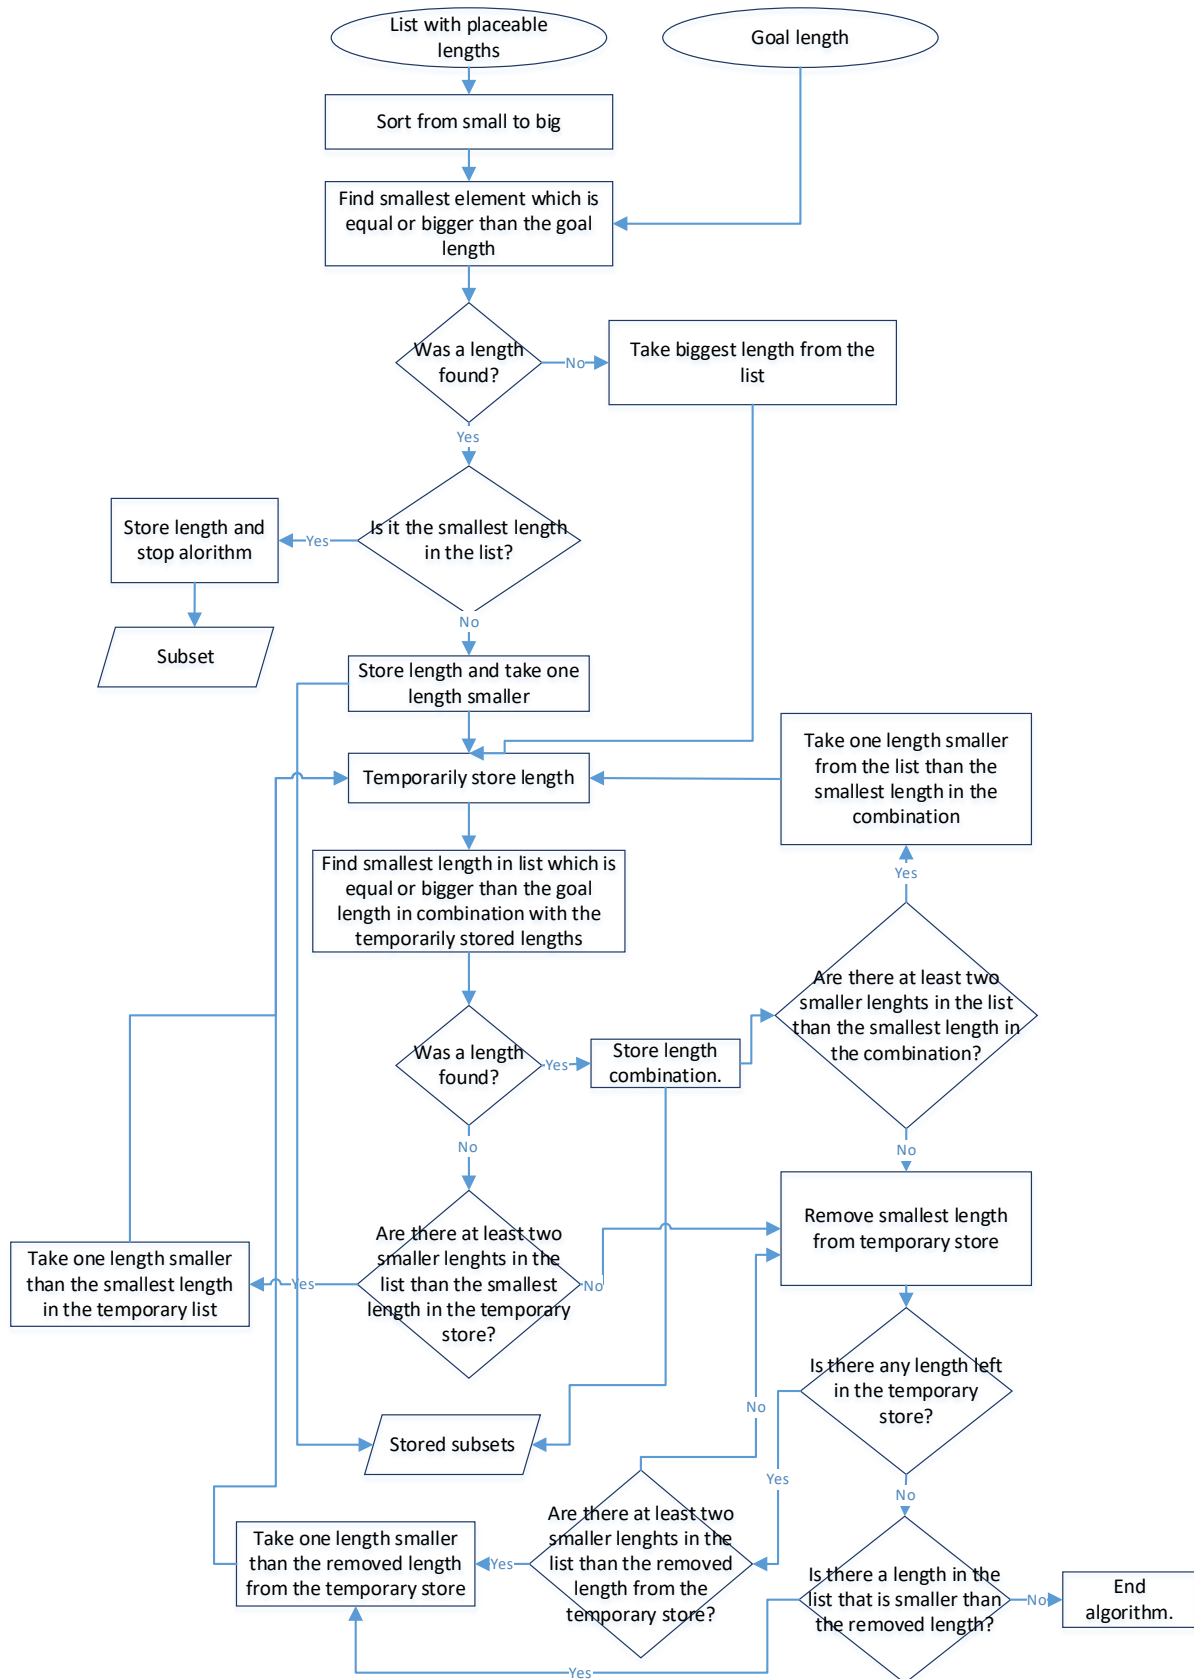 List with placeable
lengths
Goal length
Sort from small to big
Find smallest element which is
equal or bigger than the goal
length
Was a length
found?
No
Take biggest length from the
list
Yes
Is it the smallest length
in the list?
Yes
Store length and
stop alorithm
Subset
No
Store length and take one
length smaller
Temporarily store length
Take one length smaller
from the list than the
smallest length in the
combination
Find smallest length in list which is
equal or bigger than the goal
length in combination with the
temporarily stored lengths
Yes
Are there at least two
smaller lenghts in the list
than the smallest length in
the combination?
Was a length
found?
Yes
Store length
combination.
No
No
Remove smallest length
from temporary store
Are there at least two
smaller lenghts in the
list than the smallest
length in the temporary
store?
Yes
No
Take one length smaller
than the smallest length
in the temporary list
Is there any length left
in the temporary
store?
No
Stored subsets
Yes
No
Are there at least two
smaller lenghts in the
list than the removed
length from the
temporary store?
Yes
Take one length smaller
than the removed length
from the temporary store
Is there a length in the
list that is smaller than
the removed length?
No
End
algorithm.
Yes